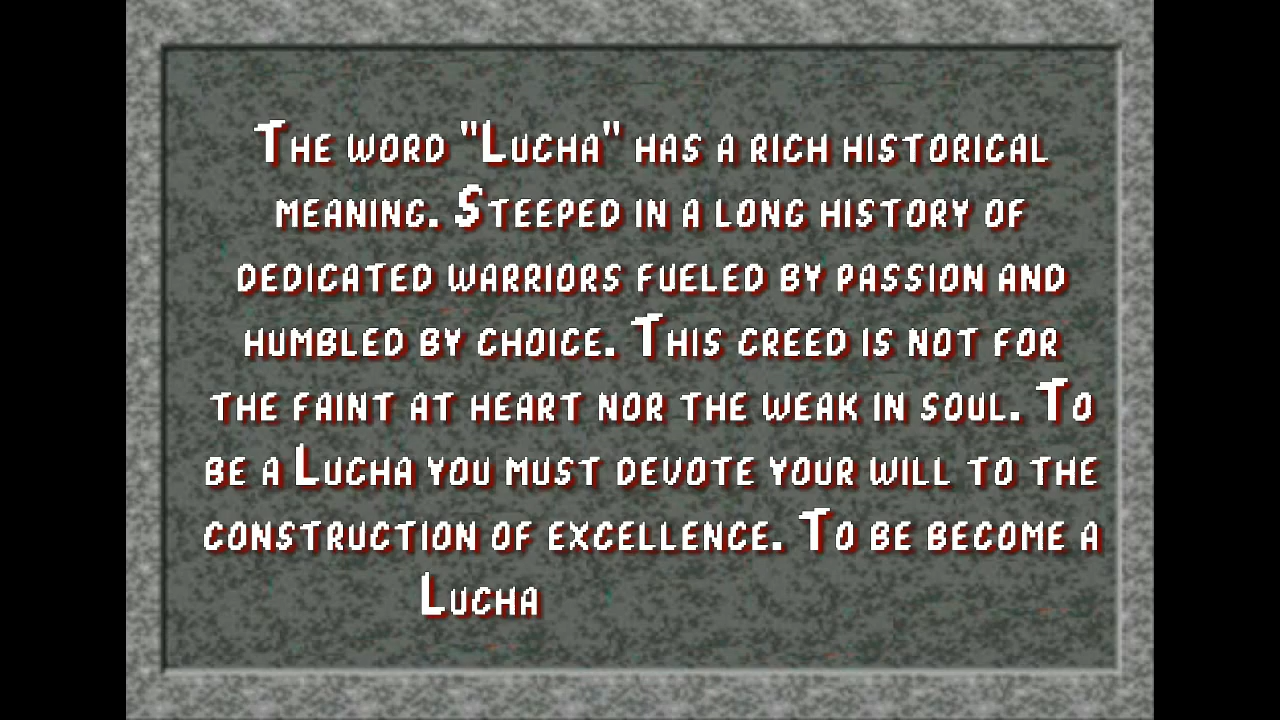 The word "Lucha" has a rich historical
meaning. Steeped in a long history of
dedicated warriors fueled by passion and
humbled by choice. This creed is not for
the faint at heart nor the weak in soul. To
be a Lucha you must devote your will to the
construction of excellence. To be become a
Lucha